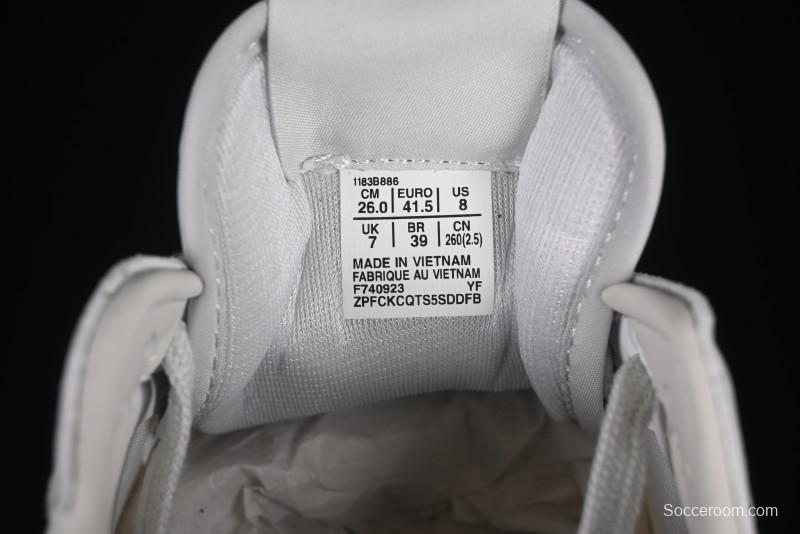 1183B886
CM EURO US
26.0 41.5 8
UK BR CN
7 39 260(2.5)
MADE IN VIETNAM
FABRIQUE AU VIETNAM
F740923 YF
ZPFCKCQTS5SDDFB
Socceroom.com